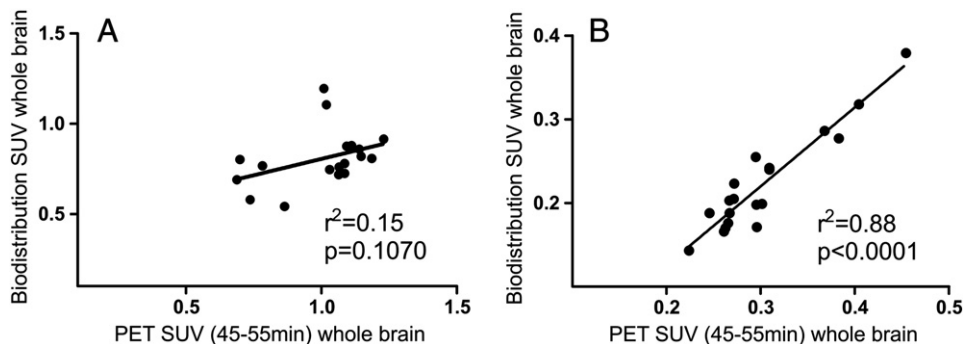 A
Biodistribution SUV whole brain
1.5
1.0
0.5
r²=0.15
p=0.1070
0.5 1.0 1.5
PET SUV (45-55min) whole brain
B
Biodistribution SUV whole brain
0.4
0.3
0.2
r²=0.88
p<0.0001
0.2 0.3 0.4 0.5
PET SUV (45-55min) whole brain